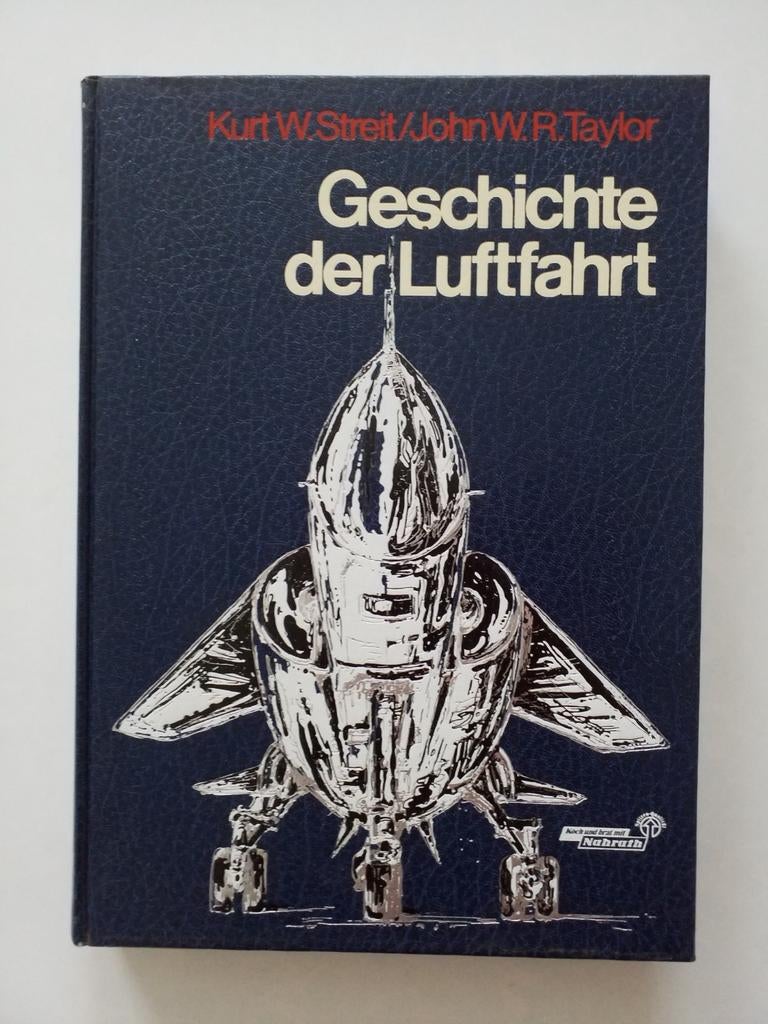 Kurt W. Streit/John W. R. Taylor
Geschichte
der Luftfahrt
Koch und brat mit
Nahrath